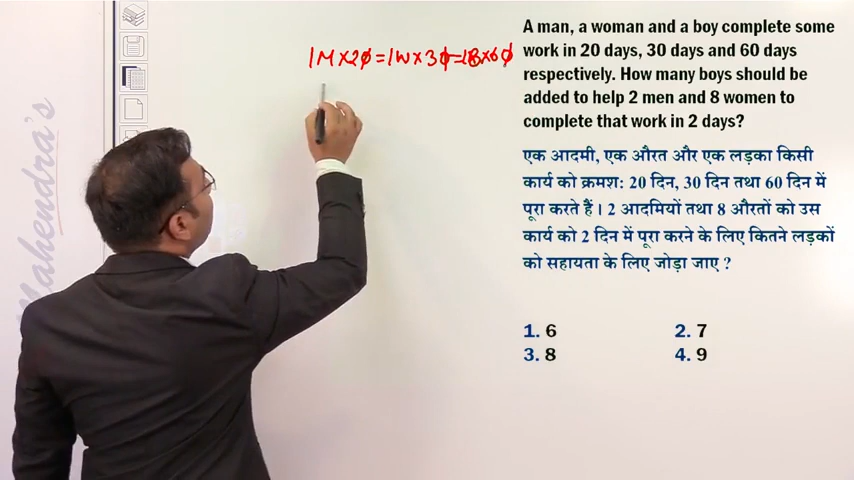 1M×20=1W×30=1B×60
A man, a woman and a boy complete some
work in 20 days, 30 days and 60 days
respectively. How many boys should be
added to help 2 men and 8 women to
complete that work in 2 days?
एक आदमी, एक औरत और एक लड़का किसी
कार्य को क्रमश: 20 दिन, 30 दिन तथा 60 दिन में
पूरा करते हैं। 2 आदमियों तथा 8 औरतों को उस
कार्य को 2 दिन में पूरा करने के लिए कितने लड़कों
को सहायता के लिए जोड़ा जाए ?
1. 6 2. 7
3. 8 4. 9
Mahendra's